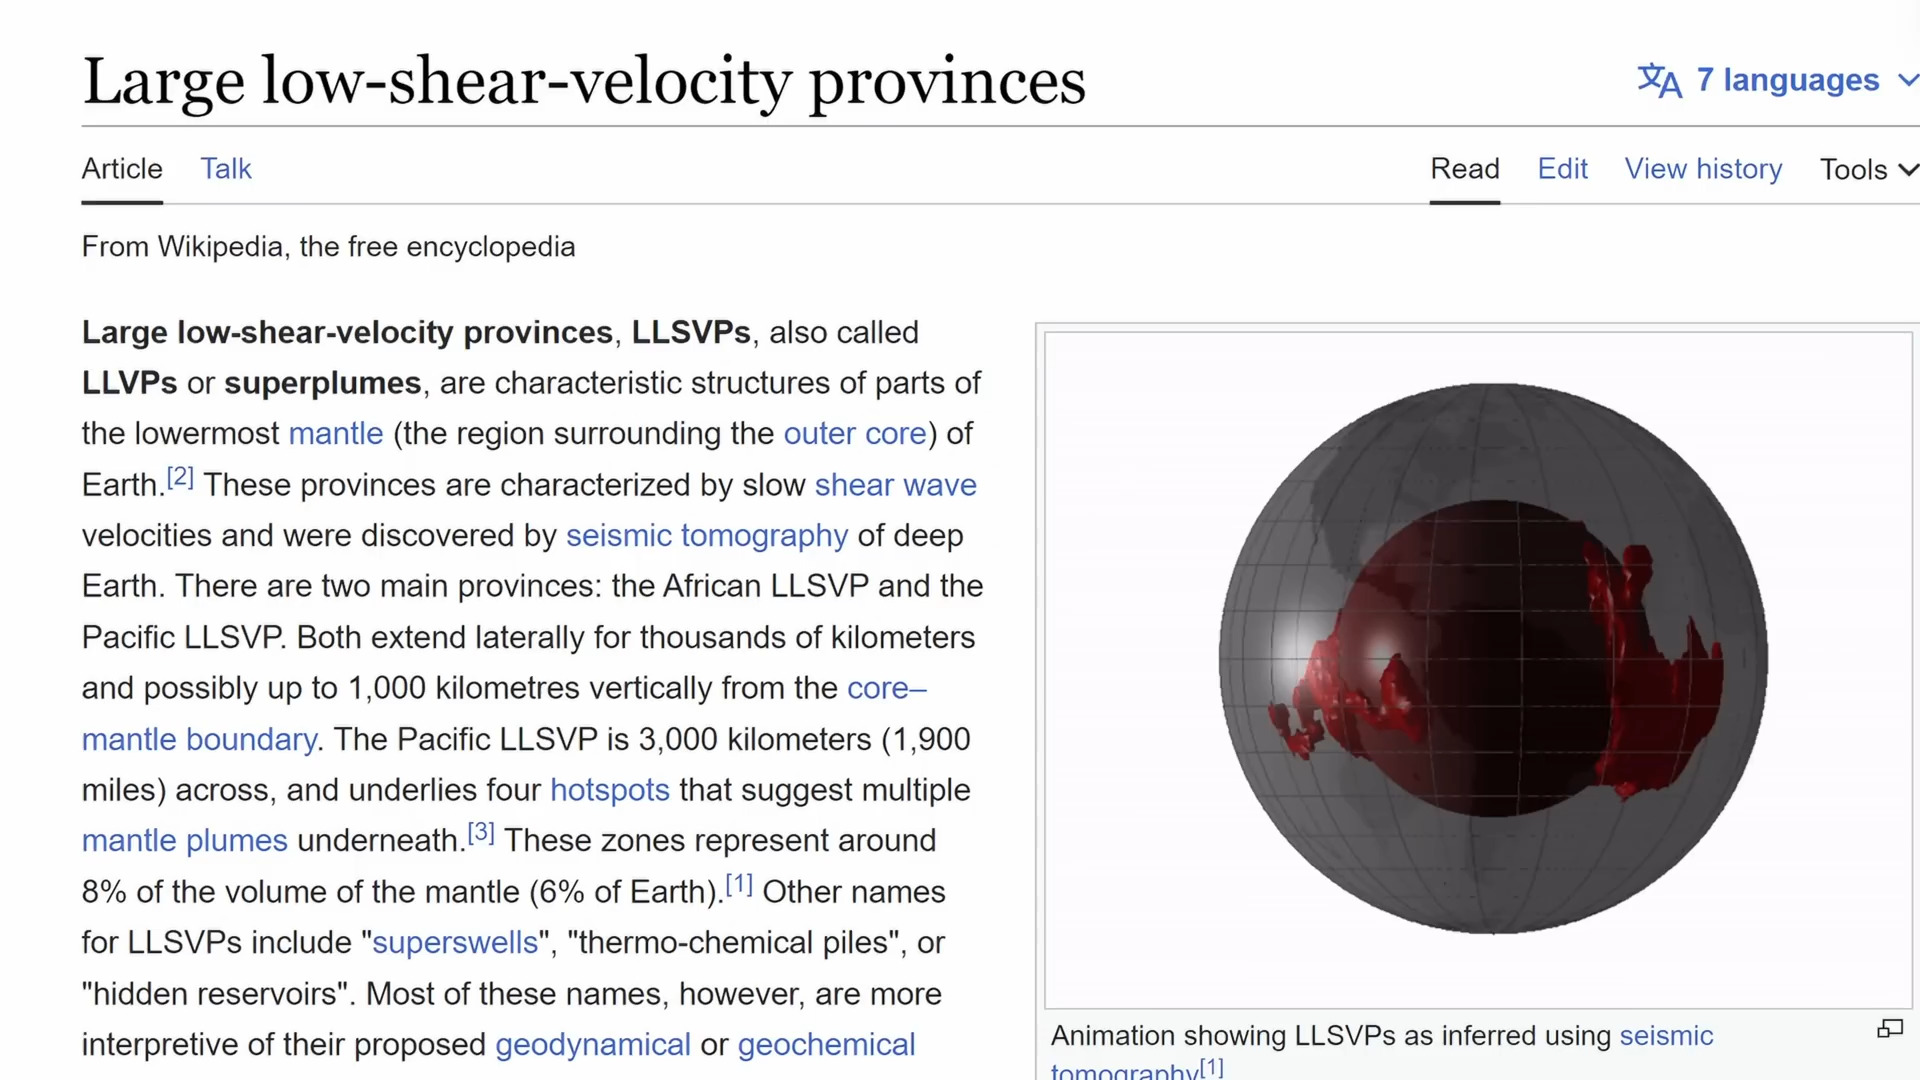 Large low-shear-velocity provinces
7 languages
Article Talk Read Edit View history Tools
From Wikipedia, the free encyclopedia
Large low-shear-velocity provinces, LLSVPs, also called
LLVPs or superplumes, are characteristic structures of parts of
the lowermost mantle (the region surrounding the outer core) of
Earth.[2] These provinces are characterized by slow shear wave
velocities and were discovered by seismic tomography of deep
Earth. There are two main provinces: the African LLSVP and the
Pacific LLSVP. Both extend laterally for thousands of kilometers
and possibly up to 1,000 kilometres vertically from the core–
mantle boundary. The Pacific LLSVP is 3,000 kilometers (1,900
miles) across, and underlies four hotspots that suggest multiple
mantle plumes underneath.[3] These zones represent around
8% of the volume of the mantle (6% of Earth).[1] Other names
for LLSVPs include "superswells", "thermo-chemical piles", or
"hidden reservoirs". Most of these names, however, are more
interpretive of their proposed geodynamical or geochemical
Animation showing LLSVPs as inferred using seismic
tomography[1]